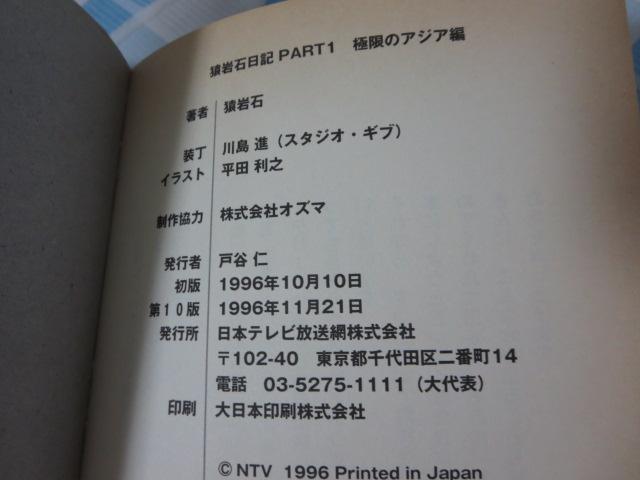 猿岩石日記 PART1 極限のアジア編
著者 猿岩石
装丁 川島 進（スタジオ・ギブ）
イラスト 平田 利之
制作協力 株式会社オズマ
発行者 戸谷 仁
初版 1996年10月10日
第10版 1996年11月21日
発行所 日本テレビ放送網株式会社
〒102-40 東京都千代田区二番町14
電話 03-5275-1111（大代表）
印刷 大日本印刷株式会社
©NTV 1996 Printed in Japan